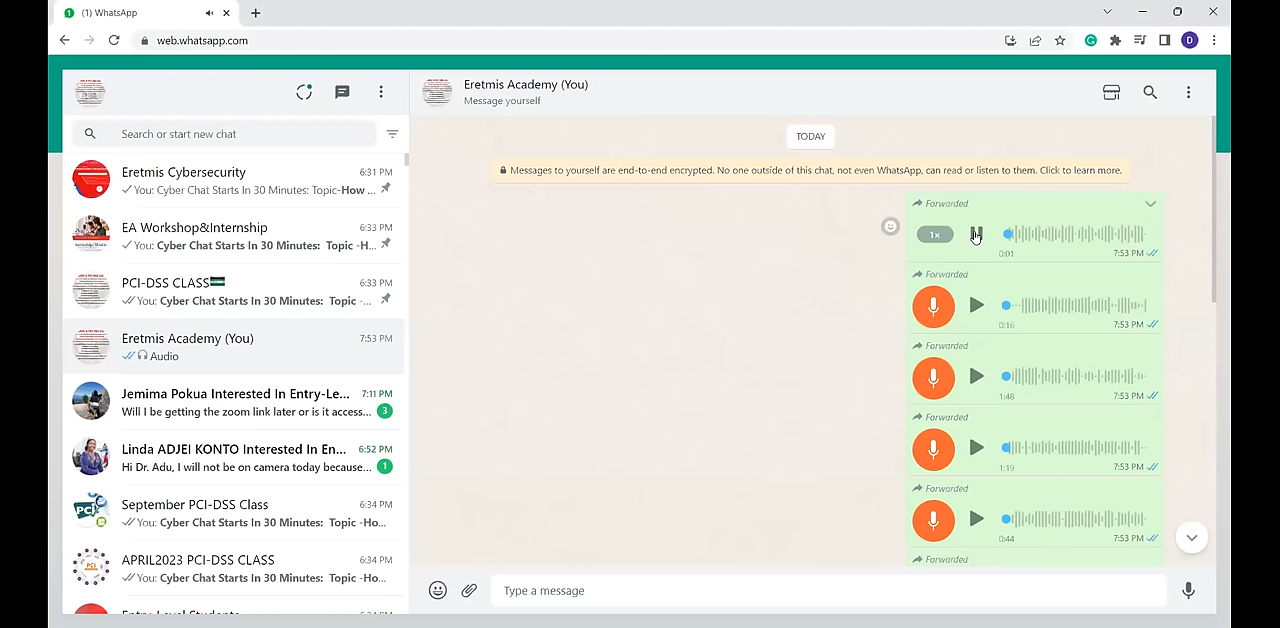 (1) WhatsApp
web.whatsapp.com
D
Search or start new chat
Eretmis Cybersecurity 6:31 PM
You: Cyber Chat Starts In 30 Minutes: Topic-How ...
EA Workshop&Internship 6:33 PM
You: Cyber Chat Starts In 30 Minutes: Topic -H...
PCI-DSS CLASS 6:33 PM
You: Cyber Chat Starts In 30 Minutes: Topic -...
Eretmis Academy (You) 7:53 PM
Audio
Jemima Pokua Interested In Entry-Le... 7:11 PM
Will I be getting the zoom link later or is it access... 3
Linda ADJEI KONTO Interested In En... 6:52 PM
Hi Dr. Adu, I will not be on camera today because... 1
September PCI-DSS Class 6:34 PM
You: Cyber Chat Starts In 30 Minutes: Topic -Ho...
APRIL2023 PCI-DSS CLASS 6:34 PM
You: Cyber Chat Starts In 30 Minutes: Topic -Ho...
Eretmis Academy (You)
Message yourself
TODAY
Messages to yourself are end-to-end encrypted. No one outside of this chat, not even WhatsApp, can read or listen to them. Click to learn more.
Forwarded
1×
0:01 7:53 PM
Forwarded
0:16 7:53 PM
Forwarded
1:48 7:53 PM
Forwarded
1:19 7:53 PM
Forwarded
0:44 7:53 PM
Forwarded
Type a message